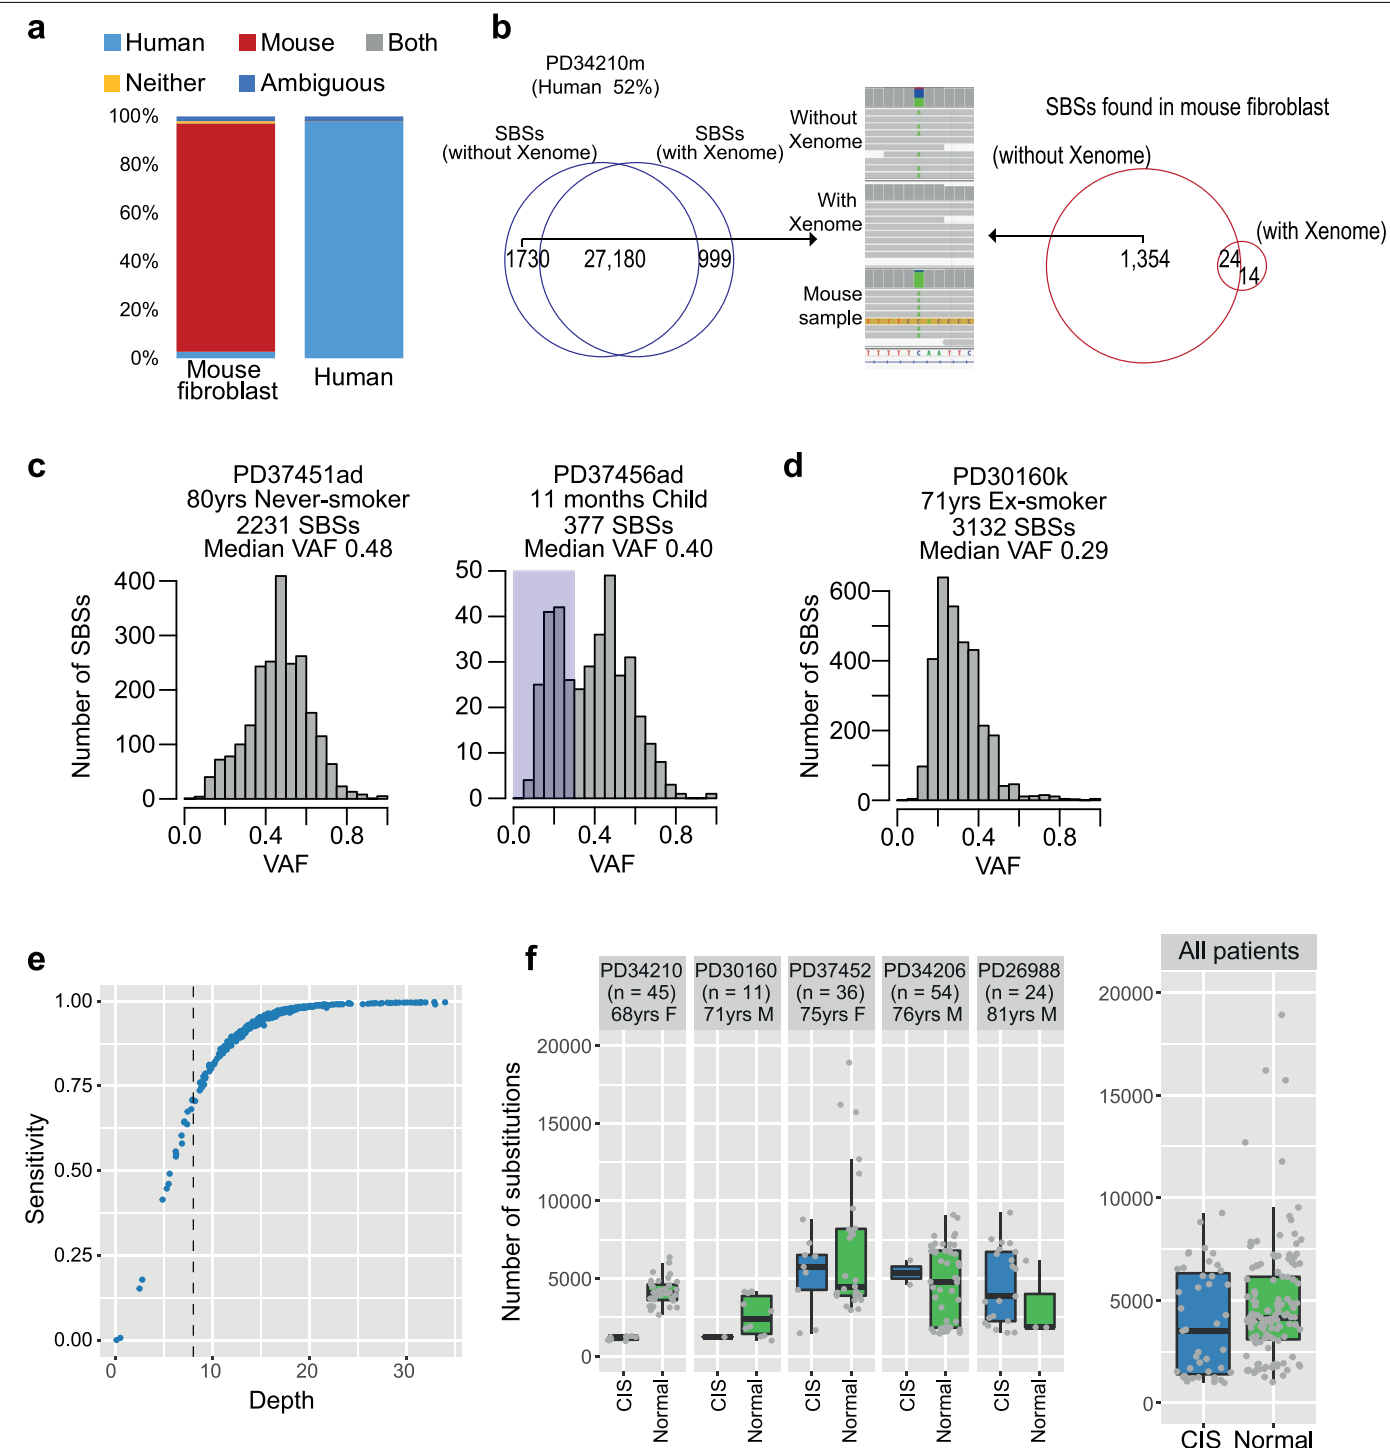 a
Human Mouse Both
Neither Ambiguous
100%
80%
60%
40%
20%
0%
Mouse
fibroblast
Human
b
PD34210m
(Human 52%)
SBSs
(without Xenome)
SBSs
(with Xenome)
1730
27,180
999
Without
Xenome
With
Xenome
Mouse
sample
T T T T T C A A T T C
SBSs found in mouse fibroblast
(without Xenome)
(with Xenome)
1,354
24
14
c
PD37451ad
80yrs Never-smoker
2231 SBSs
Median VAF 0.48
Number of SBSs
400
300
200
100
0
0.0 0.4 0.8
VAF
PD37456ad
11 months Child
377 SBSs
Median VAF 0.40
50
40
30
20
10
0
0.0 0.4 0.8
VAF
d
PD30160k
71yrs Ex-smoker
3132 SBSs
Median VAF 0.29
Number of SBSs
600
400
200
0
0.0 0.4 0.8
VAF
e
Sensitivity
1.00
0.75
0.50
0.25
0.00
0 10 20 30
Depth
f
PD34210
(n = 45)
68yrs F
PD30160
(n = 11)
71yrs M
PD37452
(n = 36)
75yrs F
PD34206
(n = 54)
76yrs M
PD26988
(n = 24)
81yrs M
Number of substitutions
20000
15000
10000
5000
0
CIS Normal CIS Normal CIS Normal CIS Normal CIS Normal
All patients
20000
15000
10000
5000
0
CIS Normal